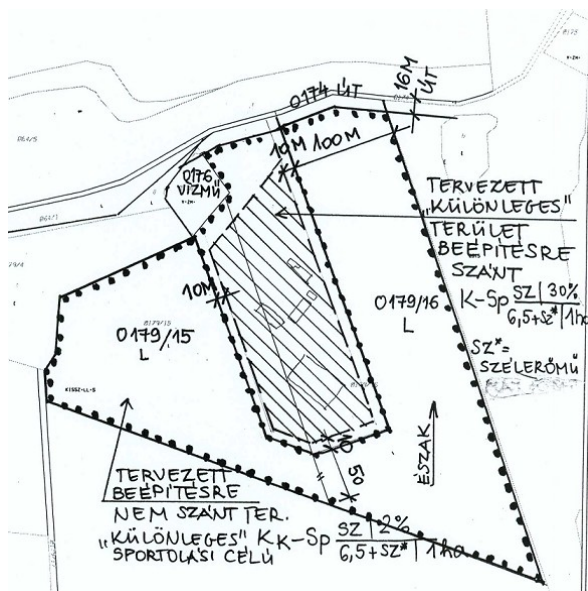 0174 ÚT
16M
ÚT
10M 100M
0176
VÍZMŰ
TERVEZETT
„KÜLÖNLEGES"
TERÜLET
BEÉPÍTÉSRE
SZÁNT
K-Sp SZ | 30%
6,5+SZ* | 1ha
SZ*=
SZÉLERŐMŰ
10M
0179/15
L
0179/16
L
ÉSZAK
10
50
TERVEZETT
BEÉPÍTÉSRE
NEM SZÁNT TER.
„KÜLÖNLEGES"
SPORTOLÁSI CÉLÚ
KK-Sp SZ | 2%
6,5+SZ* | 1ha